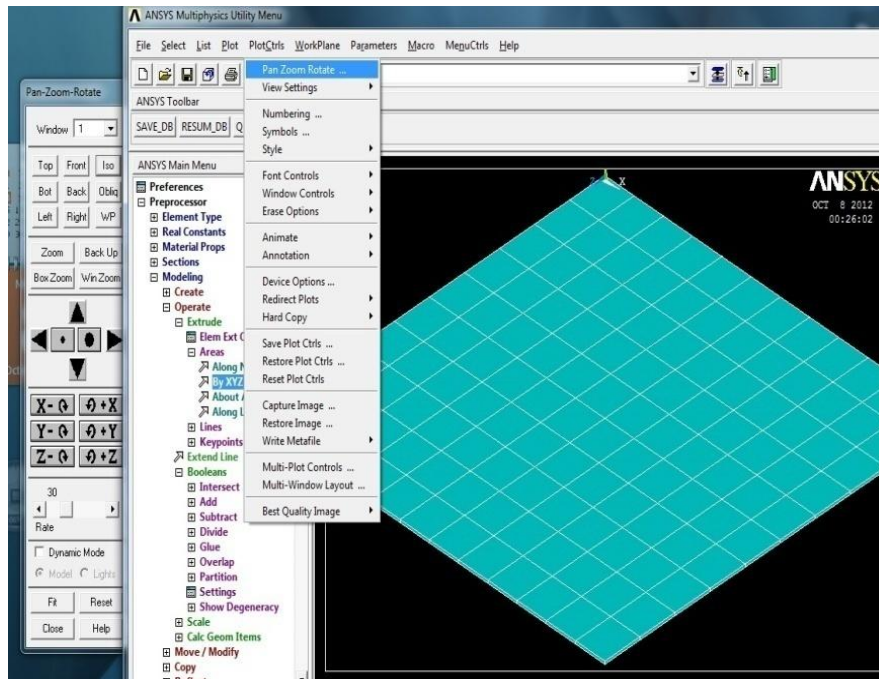 ANSYS Multiphysics Utility Menu
File Select List Plot PlotCtrls WorkPlane Parameters Macro MenuCtrls Help
ANSYS Toolbar
SAVE_DB RESUM_DB Q
Pan Zoom Rotate ...
View Settings
Numbering ...
Symbols ...
Style
Font Controls
Window Controls
Erase Options
Animate
Annotation
Device Options ...
Redirect Plots
Hard Copy
Save Plot Ctrls ...
Restore Plot Ctrls ...
Reset Plot Ctrls
Capture Image ...
Restore Image ...
Write Metafile
Multi-Plot Controls ...
Multi-Window Layout ...
Best Quality Image
Pan-Zoom-Rotate
Window 1
Top Front Iso
Bot Back Obliq
Left Right WP
Zoom Back Up
Box Zoom Win Zoom
X- +X
Y- +Y
Z- +Z
30
Rate
Dynamic Mode
Model Lights
Fit Reset
Close Help
ANSYS Main Menu
Preferences
Preprocessor
Element Type
Real Constants
Material Props
Sections
Modeling
Create
Operate
Extrude
Elem Ext
Areas
Along
By XYZ
About
Along
Lines
Keypoints
Extend Line
Booleans
Intersect
Add
Subtract
Divide
Glue
Overlap
Partition
Settings
Show Degeneracy
Scale
Calc Geom Items
Move / Modify
Copy
X
ANSYS
OCT 8 2012
00:26:02